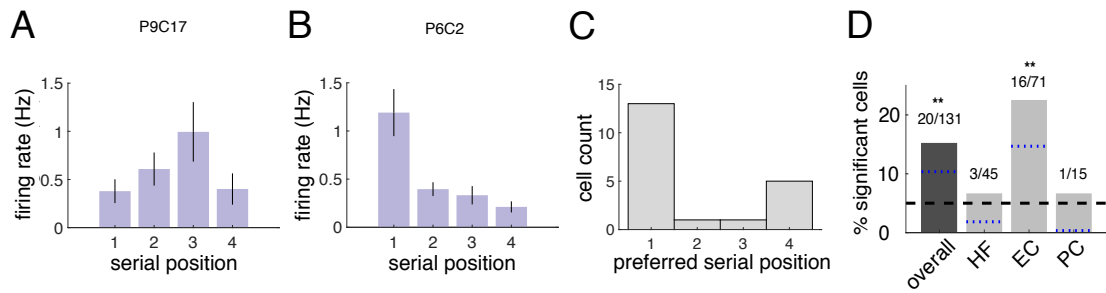 A
P9C17
firing rate (Hz)
1.5
1
0.5
0
1 2 3 4
serial position
B
P6C2
firing rate (Hz)
1.5
1
0.5
0
1 2 3 4
serial position
C
cell count
15
10
5
0
1 2 3 4
preferred serial position
D
% significant cells
20
10
0
**
20/131
3/45
**
16/71
1/15
overall
HF
EC
PC